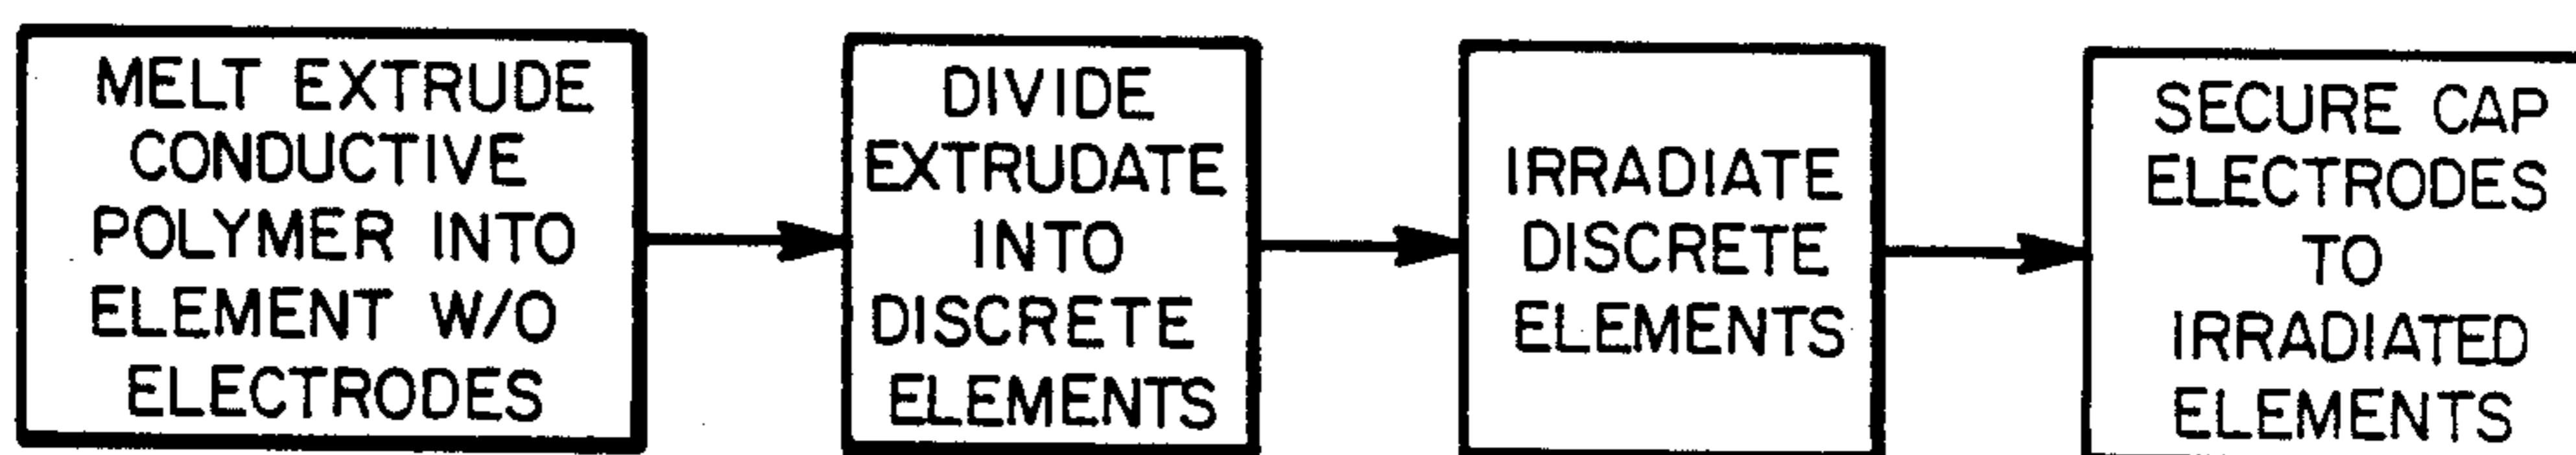 MELT EXTRUDE
CONDUCTIVE
POLYMER INTO
ELEMENT W/O
ELECTRODES
DIVIDE
EXTRUDATE
INTO
DISCRETE
ELEMENTS
IRRADIATE
DISCRETE
ELEMENTS
SECURE CAP
ELECTRODES
TO
IRRADIATED
ELEMENTS